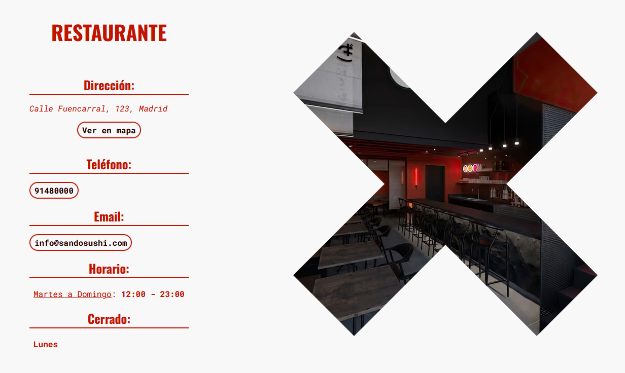 RESTAURANTE
Dirección:
Calle Fuencarral, 123, Madrid
Ver en mapa
Teléfono:
91480000
Email:
info@sandosushi.com
Horario:
Martes a Domingo: 12:00 - 23:00
Cerrado:
Lunes